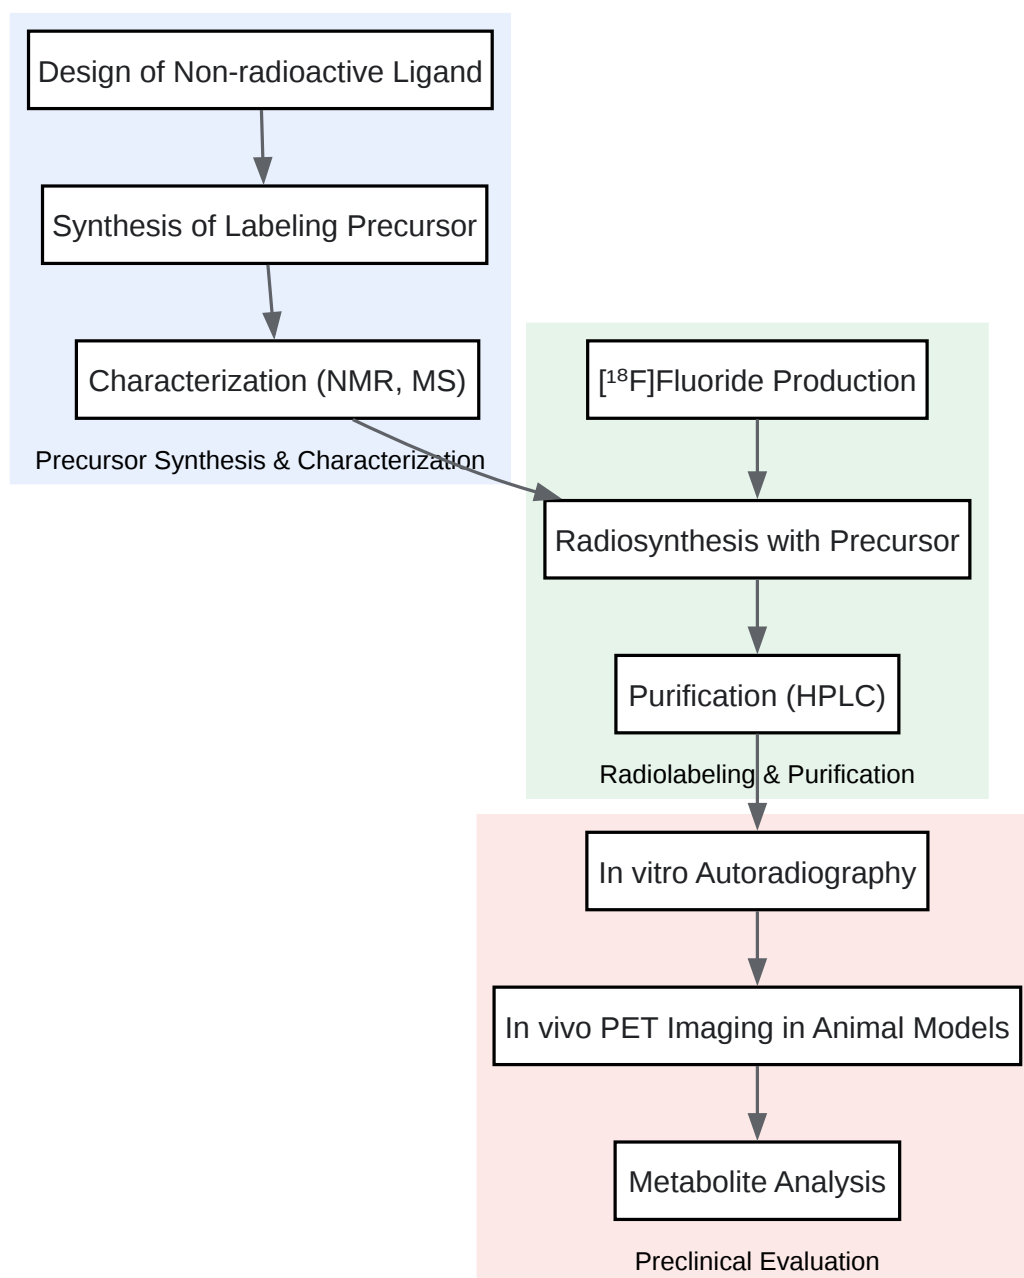 Design of Non-radioactive Ligand
Synthesis of Labeling Precursor
Characterization (NMR, MS)
Precursor Synthesis & Characterization
[¹⁸F]Fluoride Production
Radiosynthesis with Precursor
Purification (HPLC)
Radiolabeling & Purification
In vitro Autoradiography
In vivo PET Imaging in Animal Models
Metabolite Analysis
Preclinical Evaluation